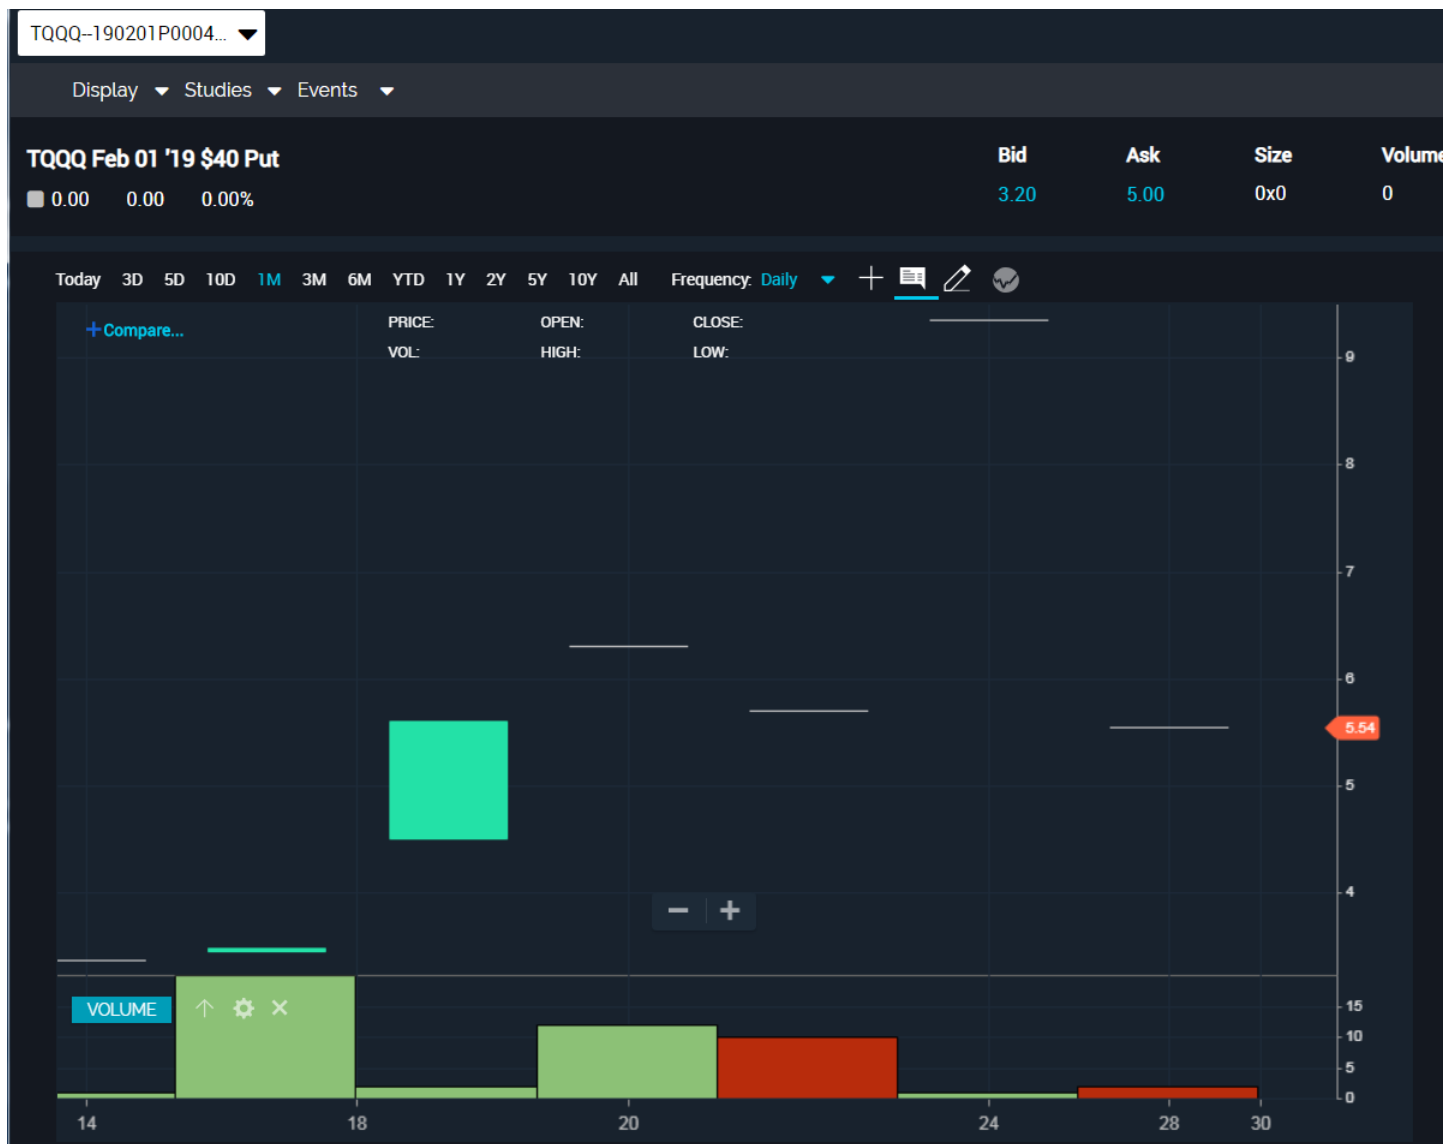 TQQQ--190201P0004...
Display Studies Events
TQQQ Feb 01 '19 $40 Put Bid Ask Size Volume
0.00 0.00 0.00% 3.20 5.00 0x0 0
Today 3D 5D 10D 1M 3M 6M YTD 1Y 2Y 5Y 10Y All Frequency: Daily
+Compare... PRICE: OPEN: CLOSE:
VOL: HIGH: LOW:
9
8
7
6
5.54
5
4
VOLUME
15
10
5
0
14 18 20 24 28 30